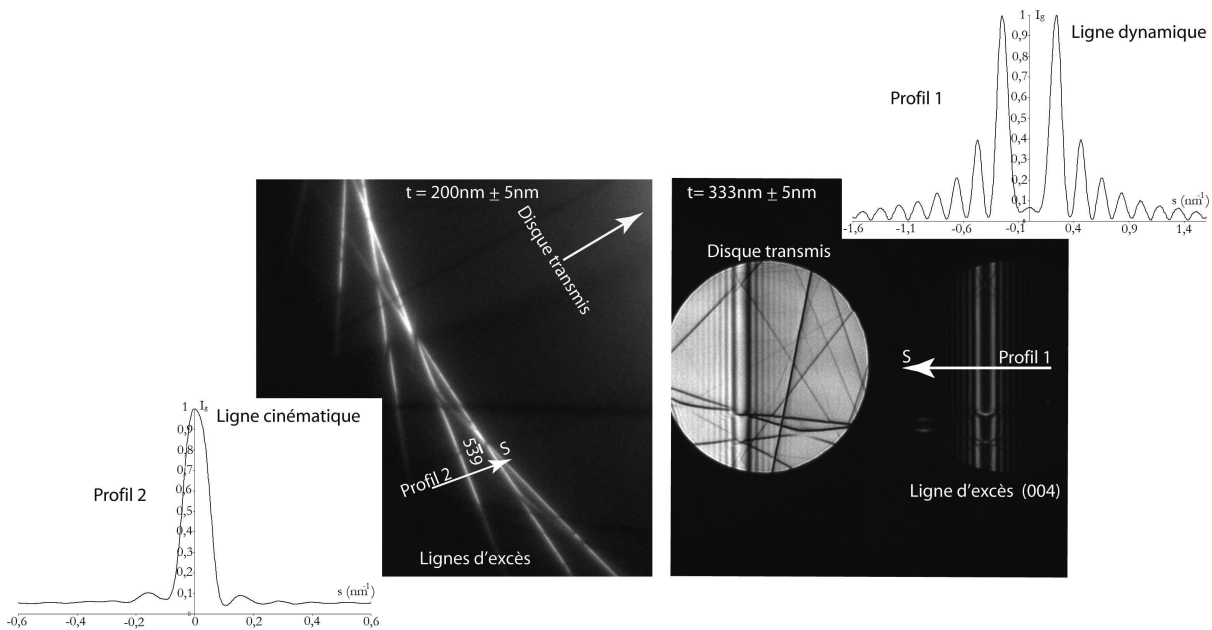 1 Ig
Ligne dynamique
0,9
0,8
0,7
Profil 1
0,6
0,5
0,4
0,3
0,2
0,1
s (nm-1)
-1,6 -1,1 -0,6 -0,1 0,4 0,9 1,4
t = 200nm ± 5nm
Disque transmis
t= 333nm ± 5nm
Disque transmis
S
Profil 1
Ligne d'excès (004)
539
S
Profil 2
Lignes d'excès
1 Ig
Ligne cinématique
0,9
0,8
0,7
0,6
Profil 2
0,5
0,4
0,3
0,2
0,1
s (nm-1)
-0,6 -0,4 -0,2 0 0,2 0,4 0,6